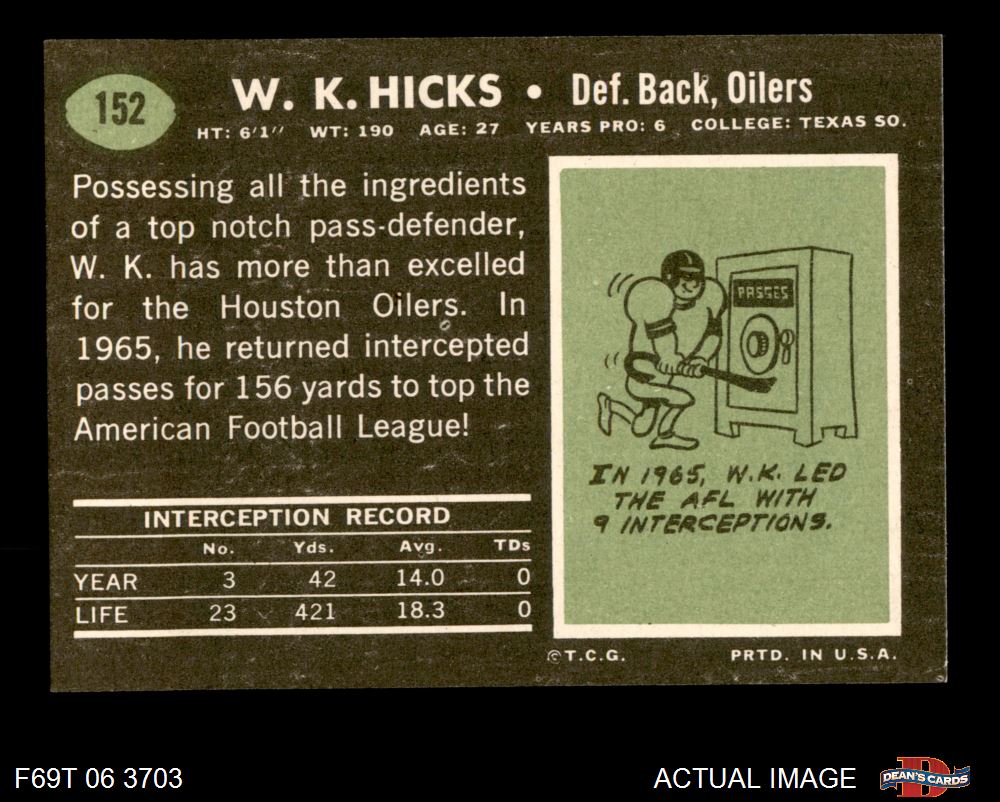 152
W. K. HICKS • Def. Back, Oilers
HT: 6'1" WT: 190 AGE: 27 YEARS PRO: 6 COLLEGE: TEXAS SO.
Possessing all the ingredients
of a top notch pass-defender,
W. K. has more than excelled
for the Houston Oilers. In
1965, he returned intercepted
passes for 156 yards to top the
American Football League!
INTERCEPTION RECORD
No. Yds. Avg. TDs
YEAR 3 42 14.0 0
LIFE 23 421 18.3 0
PASSES
IN 1965, W.K. LED
THE AFL WITH
9 INTERCEPTIONS.
©T.C.G. PRTD. IN U.S.A.
F69T 06 3703
ACTUAL IMAGE
DEAN'S CARDS